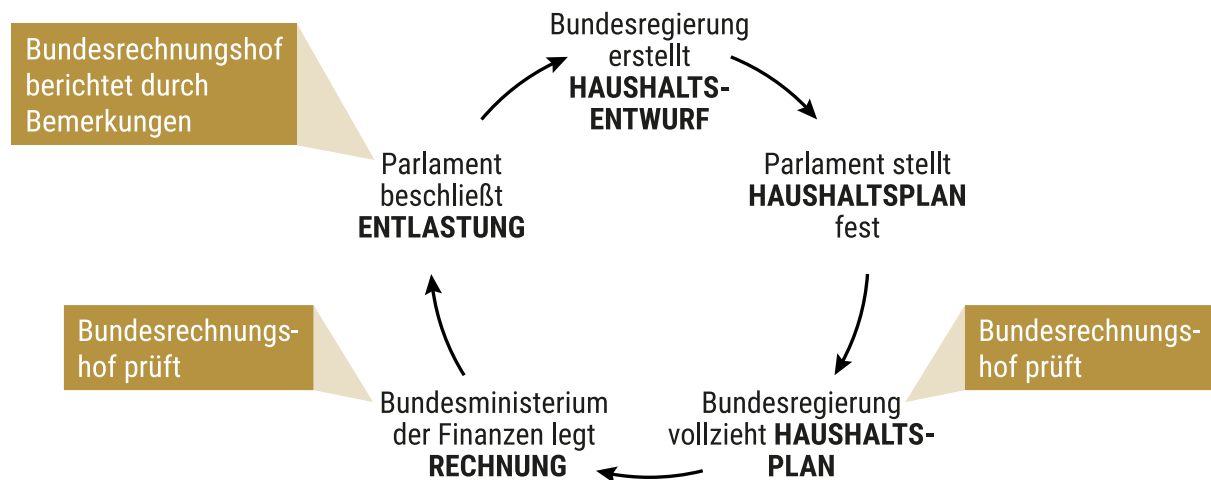 Bundesrechnungshof
berichtet durch
Bemerkungen
Bundesregierung
erstellt
HAUSHALTS-
ENTWURF
Parlament
beschließt
ENTLASTUNG
Parlament stellt
HAUSHALTSPLAN
fest
Bundesrechnungs-
hof prüft
Bundesrechnungs-
hof prüft
Bundesministerium
der Finanzen legt
RECHNUNG
Bundesregierung
vollzieht HAUSHALTS-
PLAN